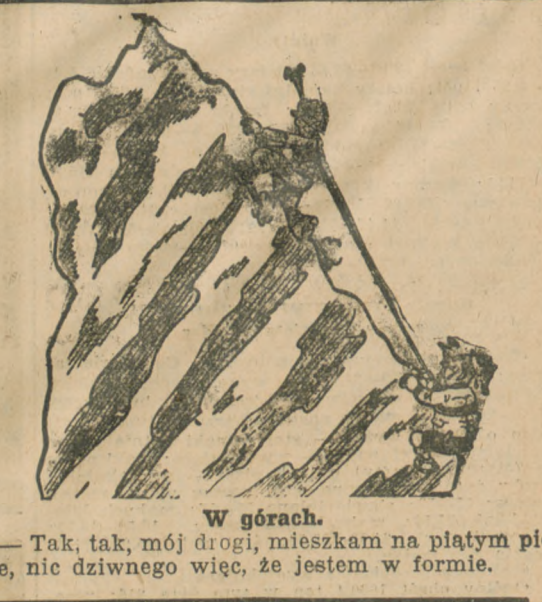 W górach.
— Tak, tak, mój drogi, mieszkam na piątym pi
e, nic dziwnego więc, że jestem w formie.